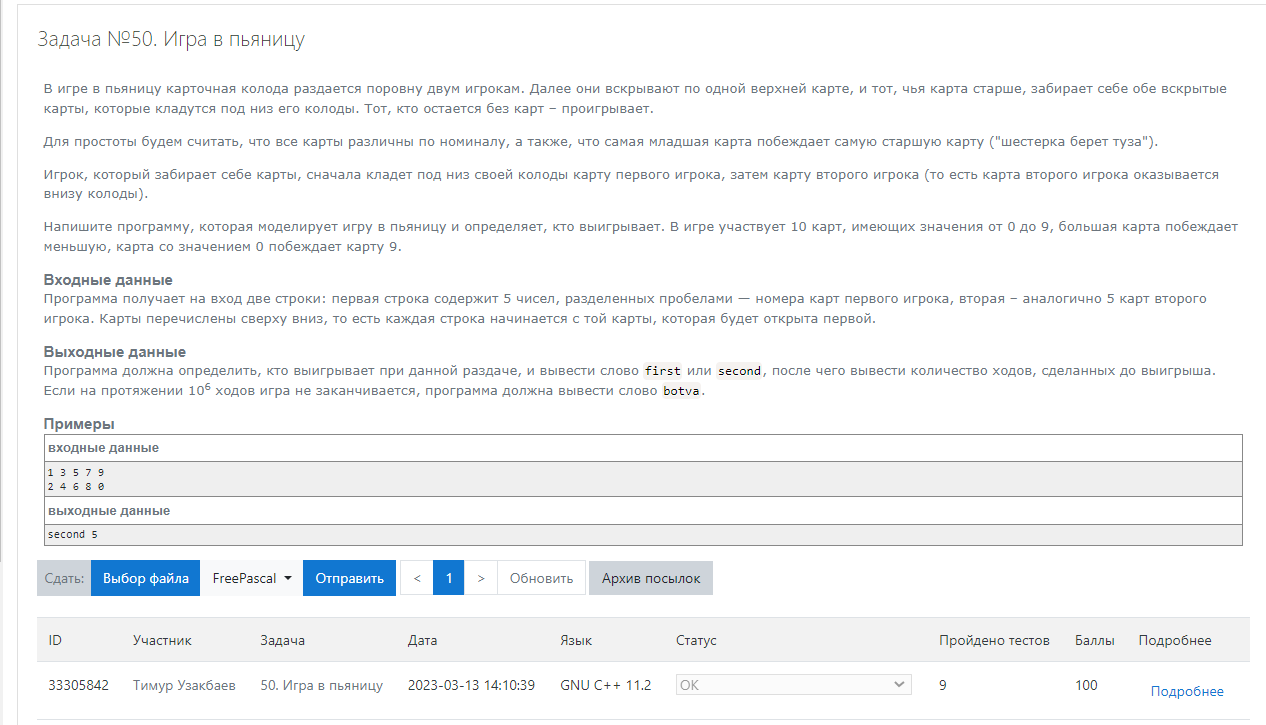 Задача №50. Игра в пьяницу
В игре в пьяницу карточная колода раздается поровну двум игрокам. Далее они вскрывают по одной верхней карте, и тот, чья карта старше, забирает себе обе вскрытые
карты, которые кладутся под низ его колоды. Тот, кто остается без карт – проигрывает.
Для простоты будем считать, что все карты различны по номиналу, а также, что самая младшая карта побеждает самую старшую карту ("шестерка берет туза").
Игрок, который забирает себе карты, сначала кладет под низ своей колоды карту первого игрока, затем карту второго игрока (то есть карта второго игрока оказывается
внизу колоды).
Напишите программу, которая моделирует игру в пьяницу и определяет, кто выигрывает. В игре участвует 10 карт, имеющих значения от 0 до 9, большая карта побеждает
меньшую, карта со значением 0 побеждает карту 9.
Входные данные
Программа получает на вход две строки: первая строка содержит 5 чисел, разделенных пробелами — номера карт первого игрока, вторая – аналогично 5 карт второго
игрока. Карты перечислены сверху вниз, то есть каждая строка начинается с той карты, которая будет открыта первой.
Выходные данные
Программа должна определить, кто выигрывает при данной раздаче, и вывести слово first или second, после чего вывести количество ходов, сделанных до выигрыша.
Если на протяжении 10⁶ ходов игра не заканчивается, программа должна вывести слово botva.
Примеры
входные данные
1 3 5 7 9
2 4 6 8 0
выходные данные
second 5
Сдать: Выбор файла FreePascal Отправить < 1 > Обновить Архив посылок
ID Участник Задача Дата Язык Статус Пройдено тестов Баллы Подробнее
33305842 Тимур Узакбаев 50. Игра в пьяницу 2023-03-13 14:10:39 GNU C++ 11.2 OK 9 100 Подробнее